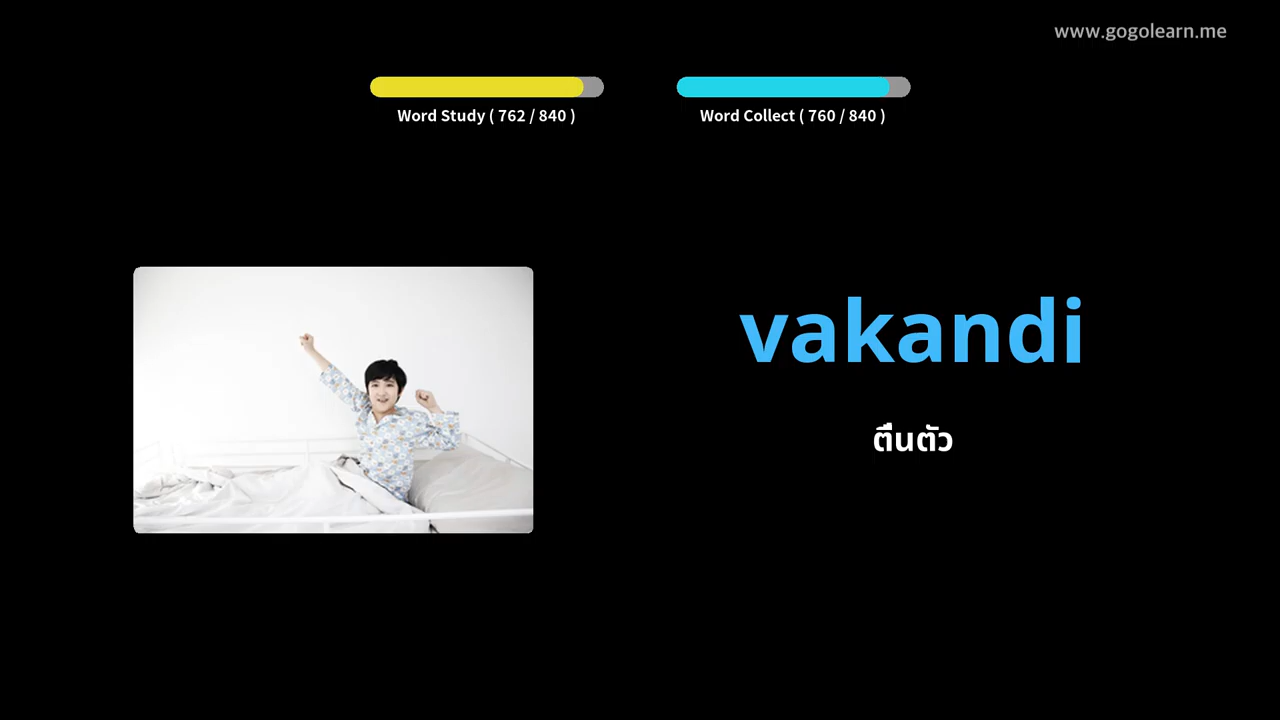 www.gogolearn.me
Word Study ( 762 / 840 )
Word Collect ( 760 / 840 )
vakandi
ตื่นตัว